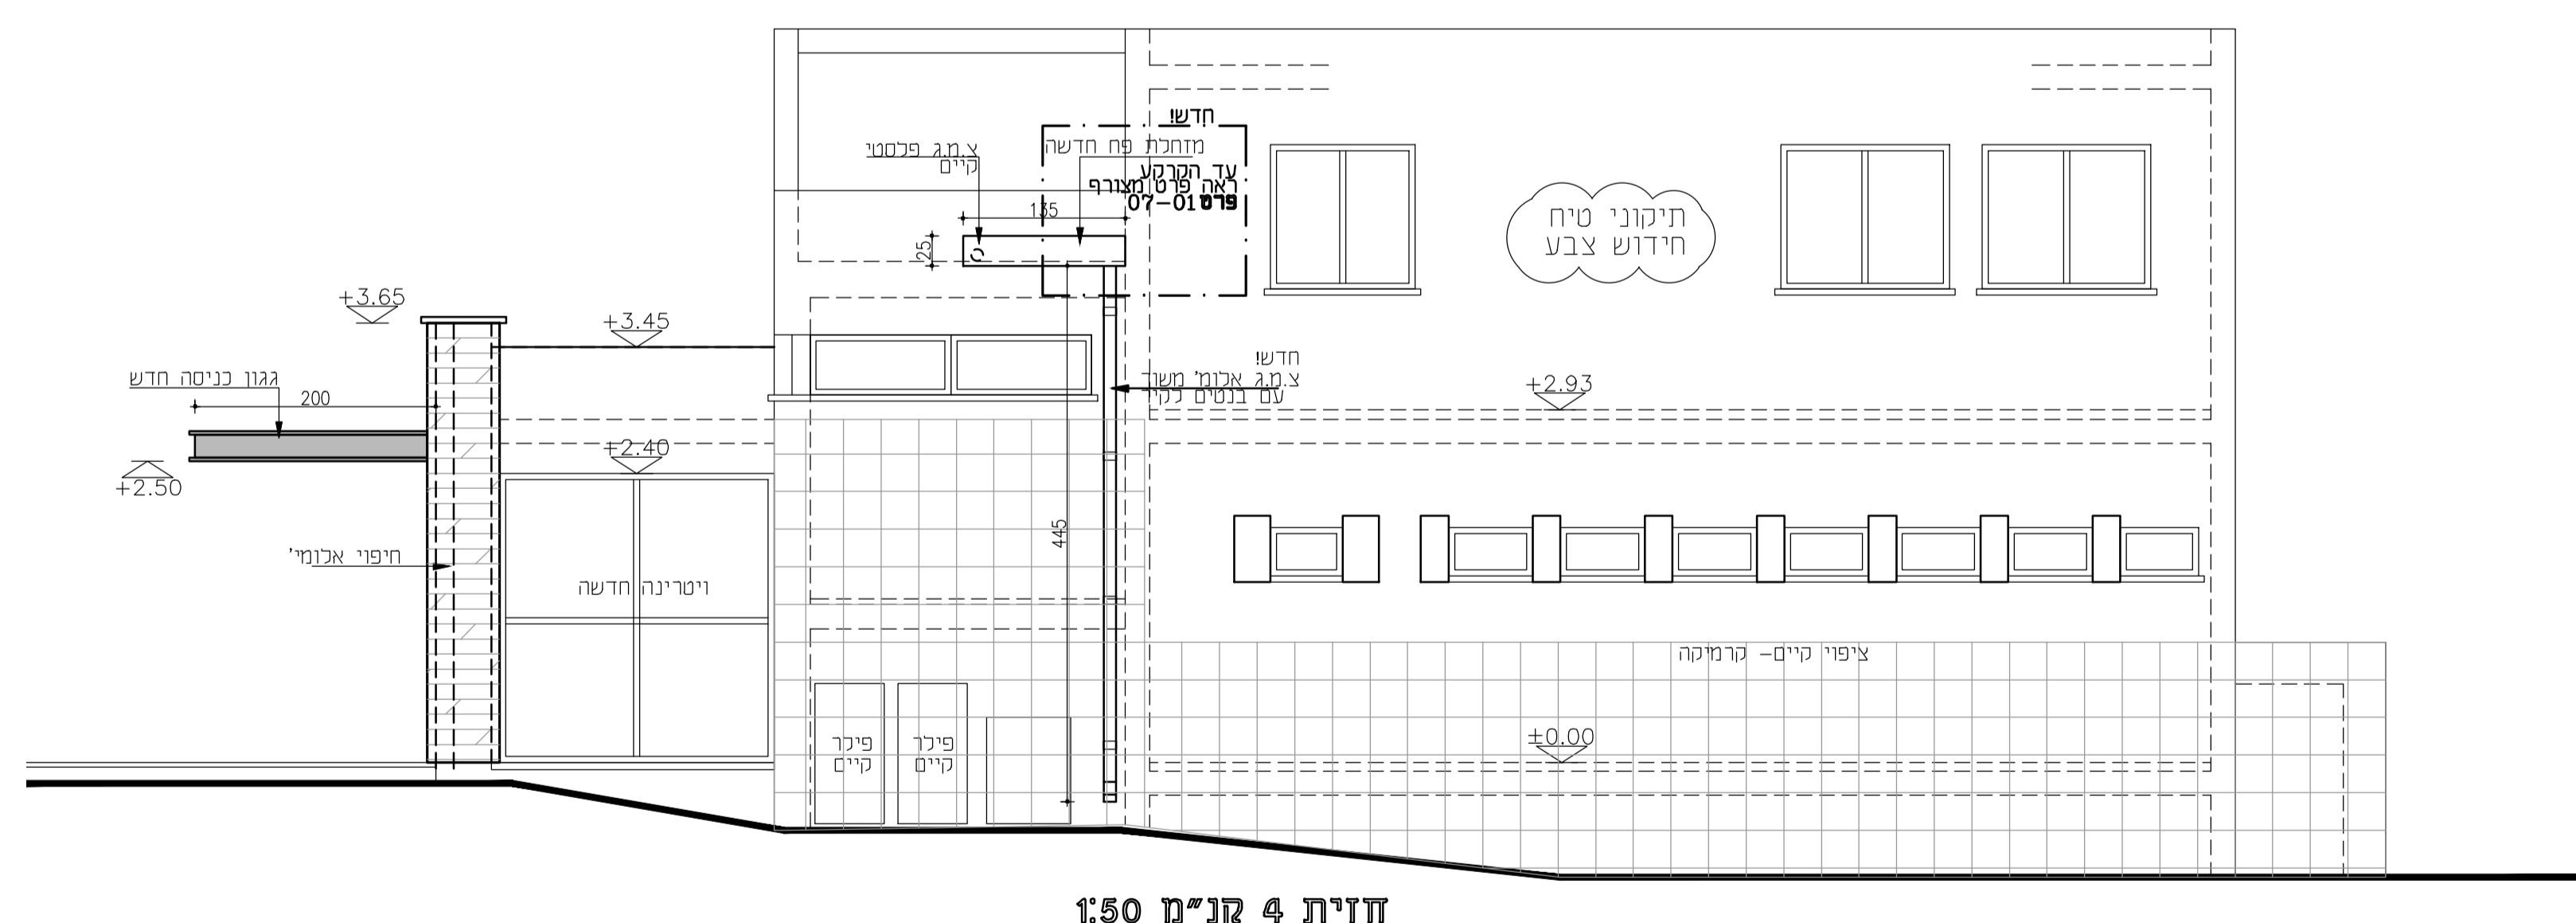 חדש!
צ.מ.ג פלסטי
קיים
מזחלת פח חדשה
עד הקרקע
ראה פרט מצורף
פרט 07-01
135
25
תיקוני טיח
חידוש צבע
+3.65
+3.45
גגון כניסה חדש
200
חדש!
צ.מ.ג אלומ' משוך
עם בנטים לקיר
+2.93
+2.40
+2.50
445
חיפוי אלומי'
ויטרינה חדשה
ציפוי קיים- קרמיקה
פילר
קיים
פילר
קיים
±0.00
חזית 4 קנ"מ 1:50